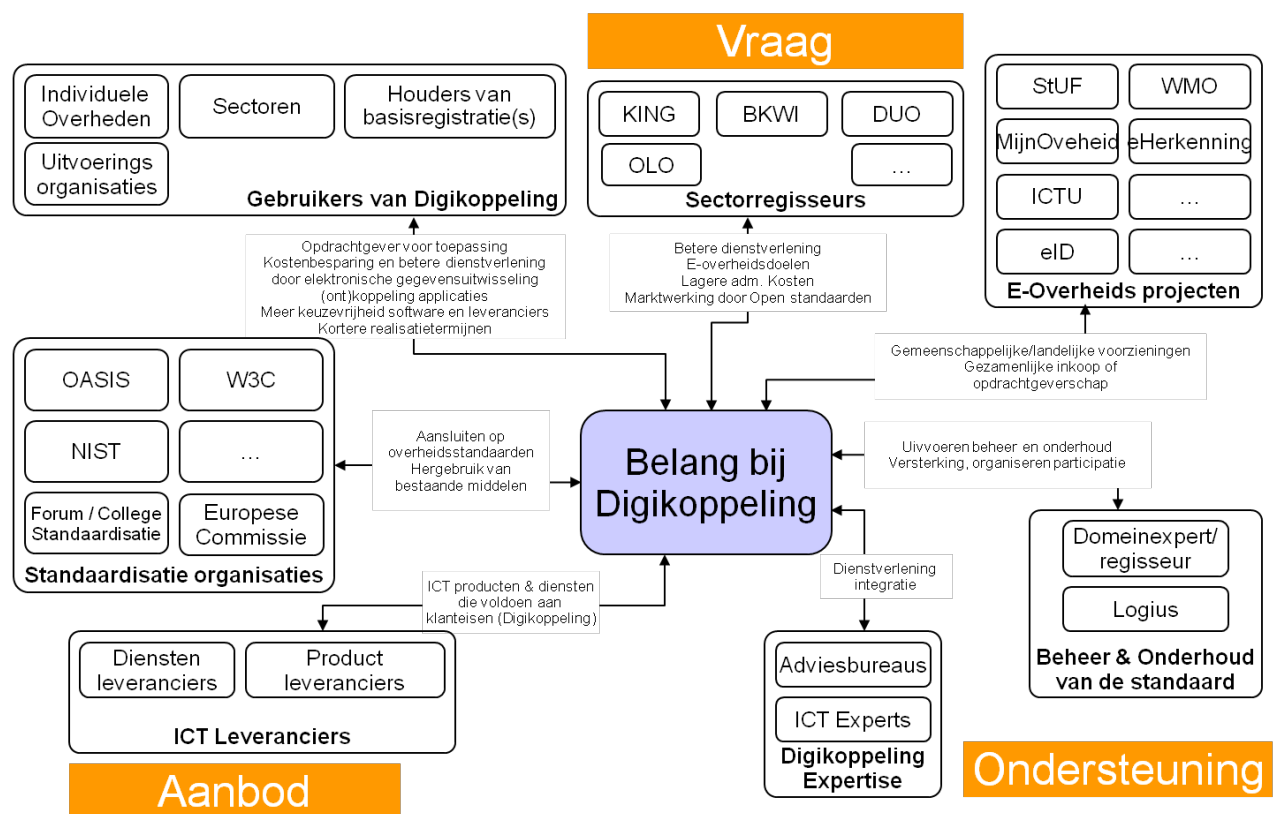 Vraag
Individuele
Overheden
Sectoren
Houders van
basisregistratie(s)
Uitvoerings
organisaties
Gebruikers van Digikoppeling
KING
BKWI
DUO
OLO
...
Sectorregisseurs
StUF
WMO
MijnOveheid
eHerkenning
ICTU
...
eID
...
E-Overheids projecten
Opdrachtgever voor toepassing
Kostenbesparing en betere dienstverlening
door elektronische gegevensuitwisseling
(ont)koppeling applicaties
Meer keuzevrijheid software en leveranciers
Kortere realisatietermijnen
Betere dienstverlening
E-overheidsdoelen
Lagere adm. Kosten
Marktwerking door Open standaarden
Gemeenschappelijke/landelijke voorzieningen
Gezamenlijke inkoop of
opdrachtgeverschap
OASIS
W3C
NIST
...
Forum / College
Standaardisatie
Europese
Commissie
Standaardisatie organisaties
Aansluiten op
overheidsstandaarden
Hergebruik van
bestaande middelen
Belang bij
Digikoppeling
Uivvoeren beheer en onderhoud
Versterking, organiseren participatie
Domeinexpert/
regisseur
Logius
Beheer & Onderhoud
van de standaard
ICT producten & diensten
die voldoen aan
klanteisen (Digikoppeling)
Dienstverlening
integratie
Diensten
leveranciers
Product
leveranciers
ICT Leveranciers
Adviesbureaus
ICT Experts
Digikoppeling
Expertise
Aanbod
Ondersteuning